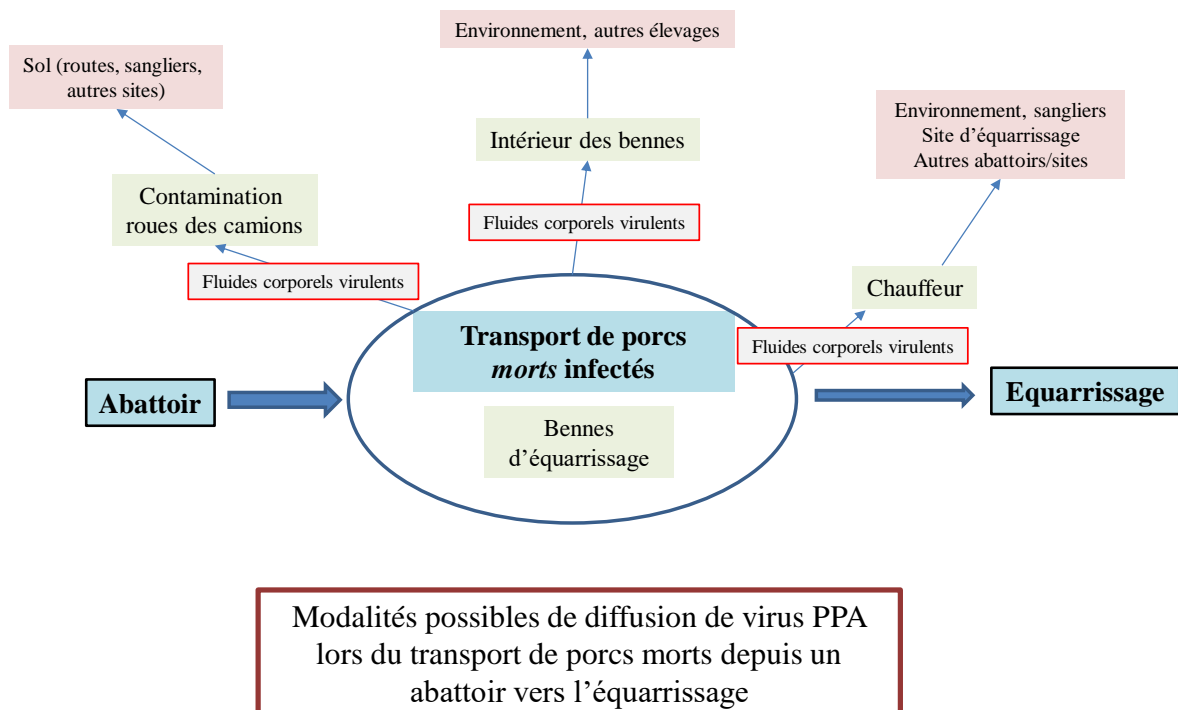 Environnement, autres élevages
Sol (routes, sangliers,
autres sites)
Environnement, sangliers
Site d'équarrissage
Autres abattoirs/sites
Intérieur des bennes
Contamination
roues des camions
Fluides corporels virulents
Fluides corporels virulents
Chauffeur
Transport de porcs
morts infectés
Fluides corporels virulents
Abattoir
Equarrissage
Bennes
d'équarrissage
Modalités possibles de diffusion de virus PPA
lors du transport de porcs morts depuis un
abattoir vers l'équarrissage